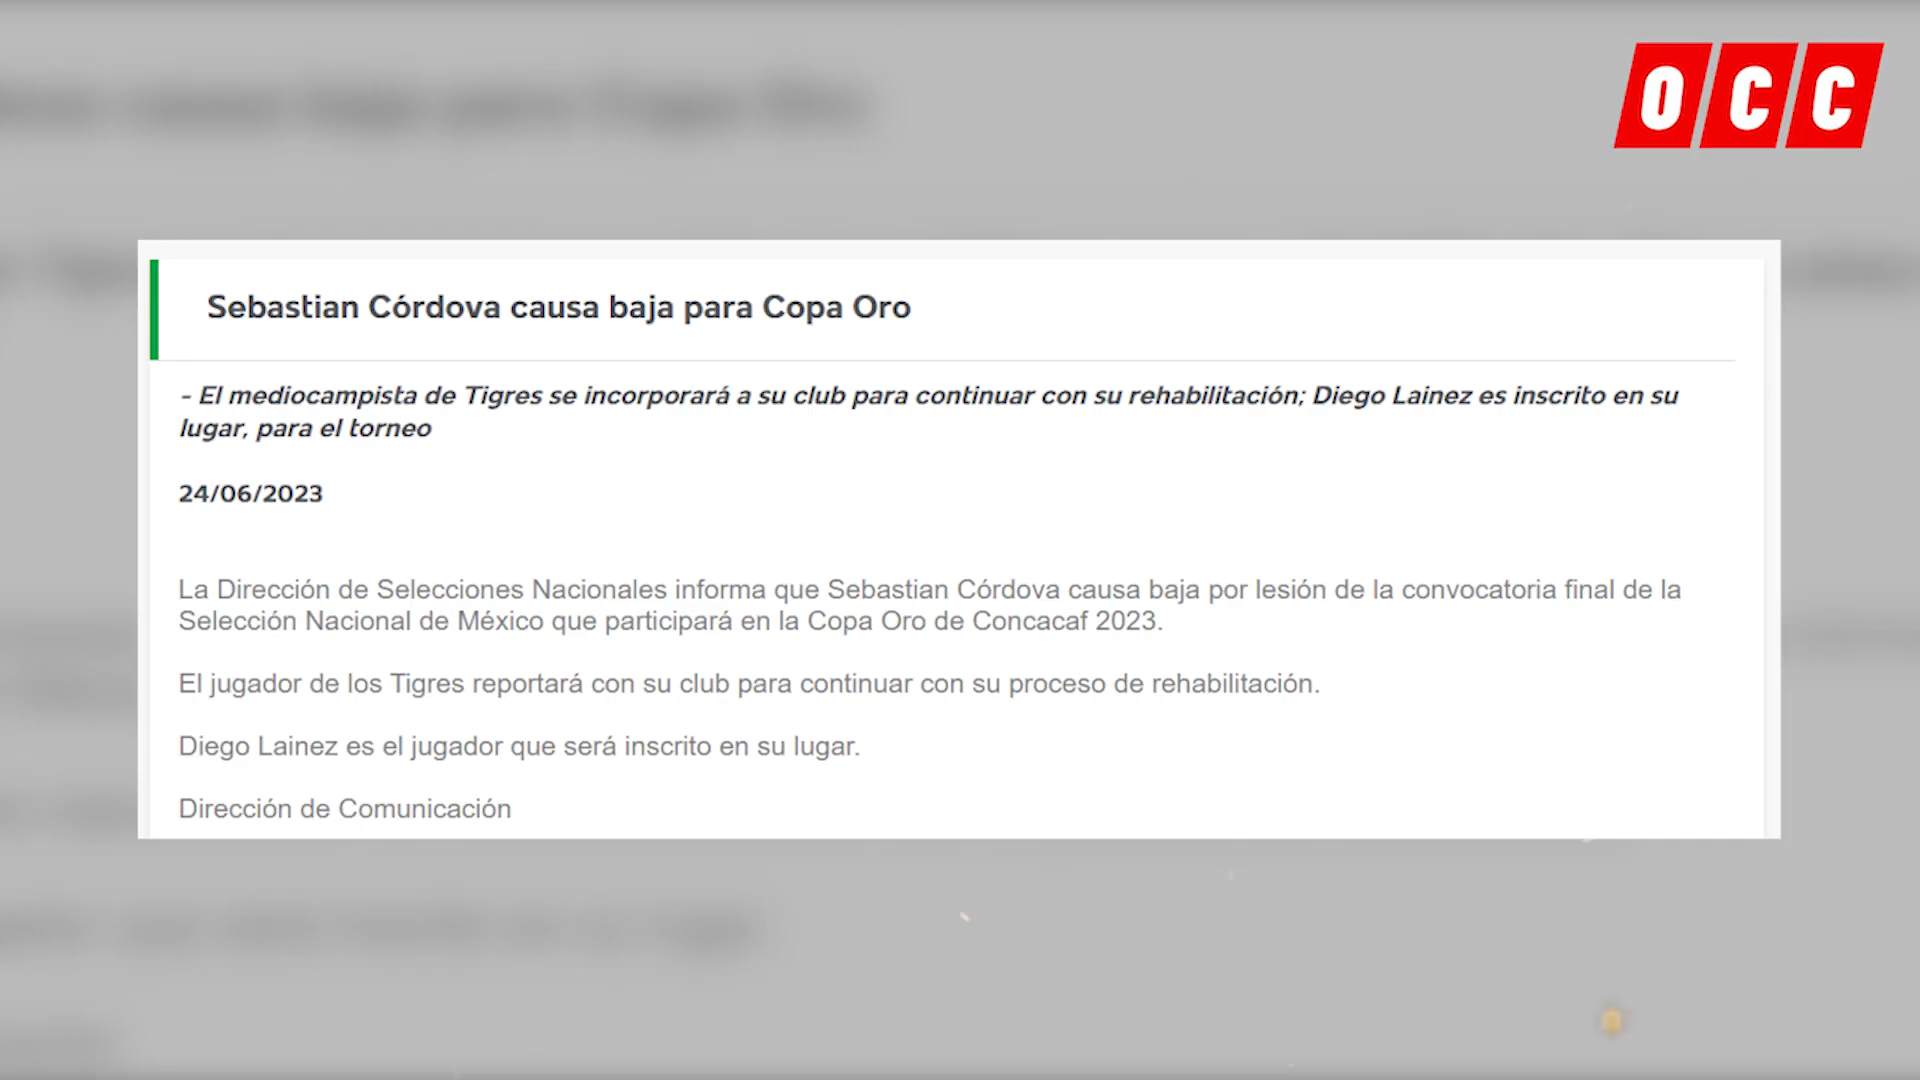 OCC
Sebastian Córdova causa baja para Copa Oro
- El mediocampista de Tigres se incorporará a su club para continuar con su rehabilitación; Diego Lainez es inscrito en su
lugar, para el torneo
24/06/2023
La Dirección de Selecciones Nacionales informa que Sebastian Córdova causa baja por lesión de la convocatoria final de la
Selección Nacional de México que participará en la Copa Oro de Concacaf 2023.
El jugador de los Tigres reportará con su club para continuar con su proceso de rehabilitación.
Diego Lainez es el jugador que será inscrito en su lugar.
Dirección de Comunicación